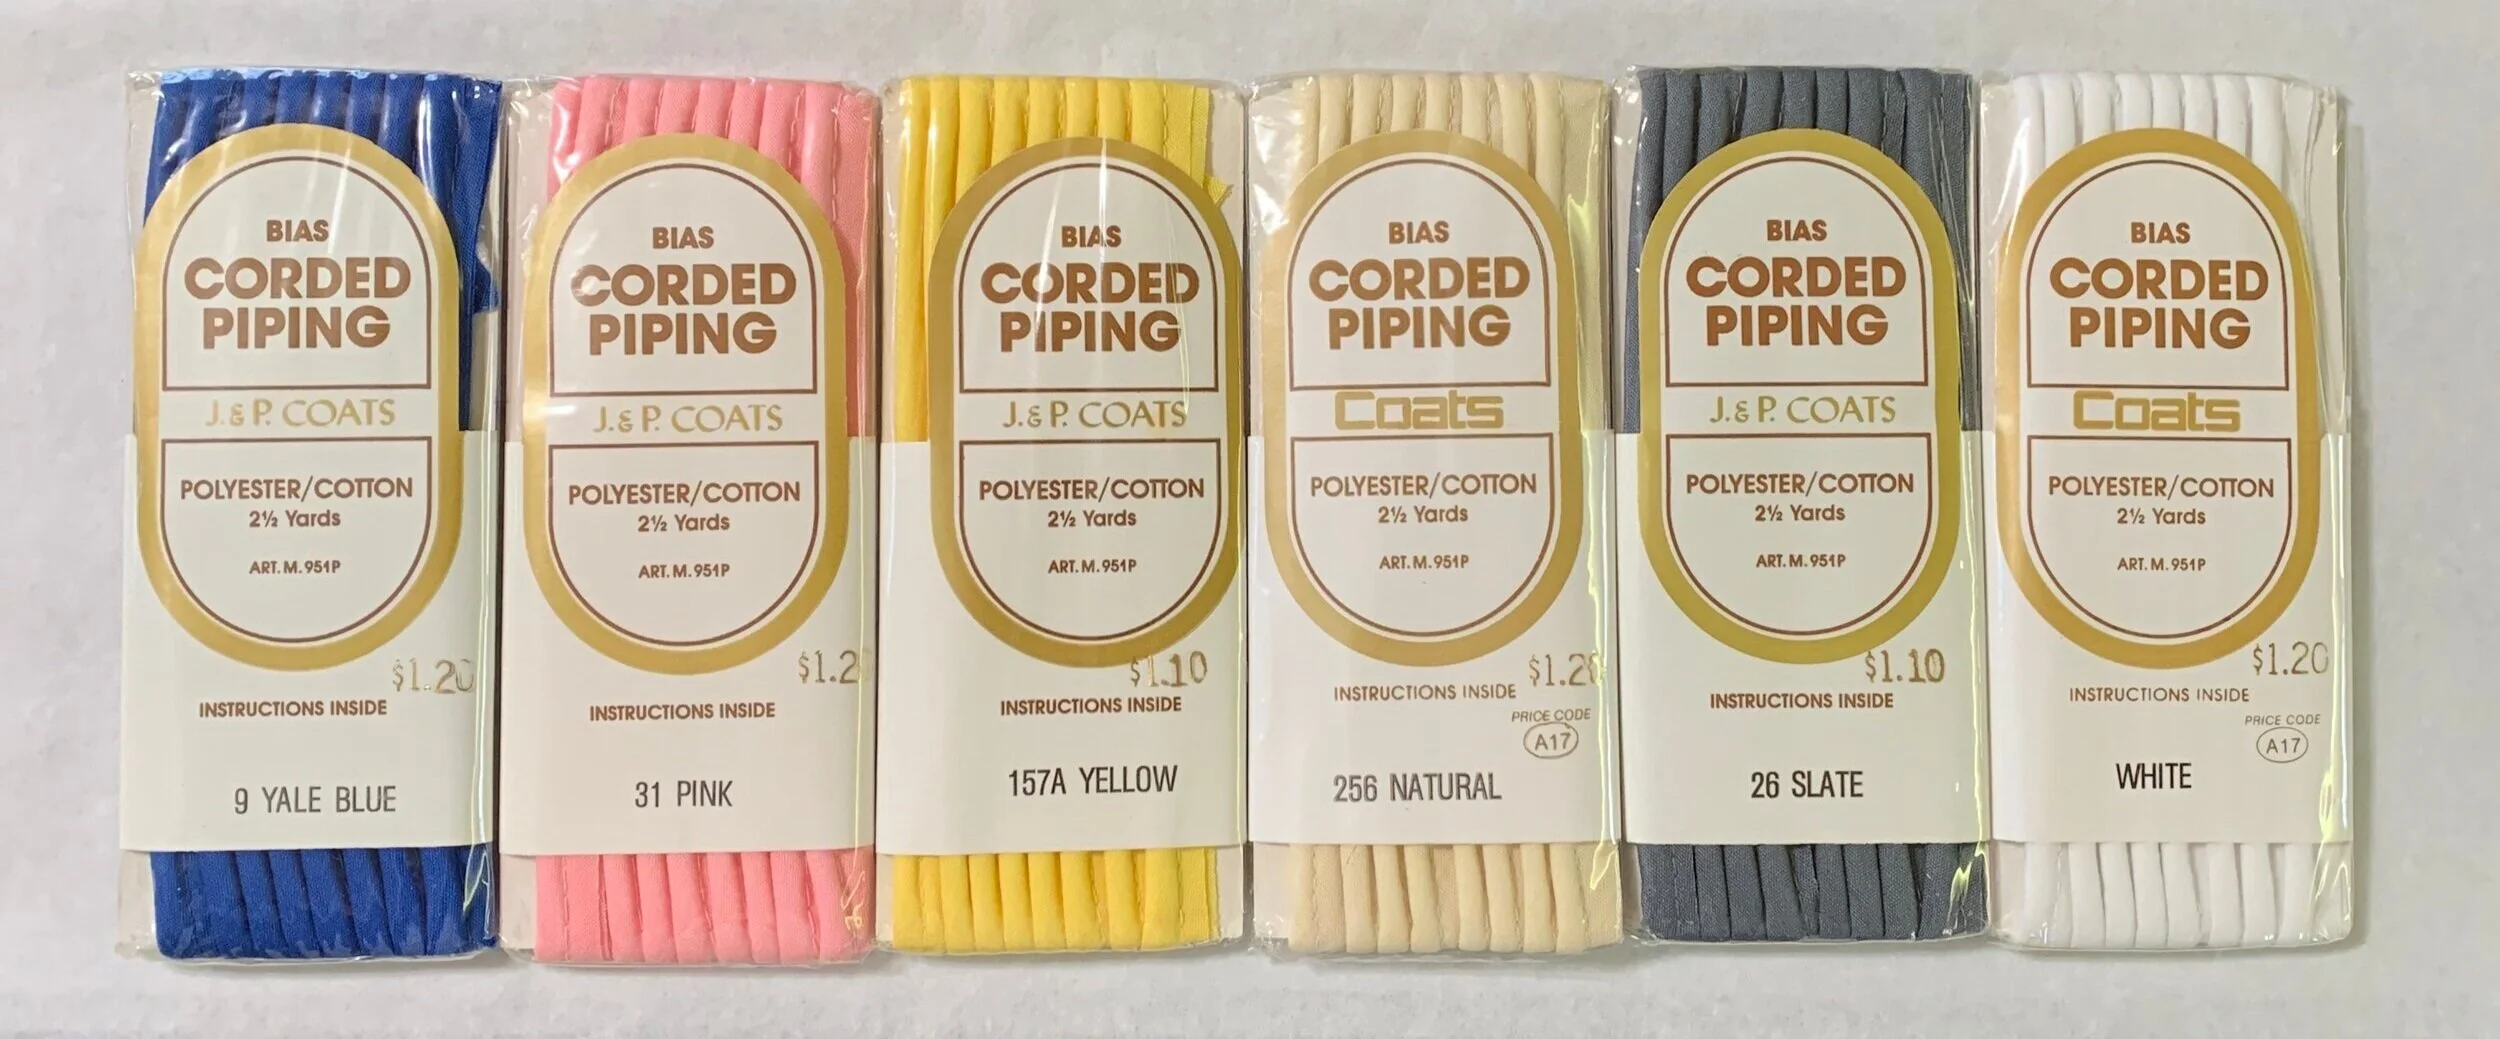 BIAS
CORDED
PIPING
J.&P. COATS
POLYESTER/COTTON
2½ Yards
ART. M. 951P
$1.20
INSTRUCTIONS INSIDE
9 YALE BLUE
BIAS
CORDED
PIPING
J.&P. COATS
POLYESTER/COTTON
2½ Yards
ART. M. 951P
$1.20
INSTRUCTIONS INSIDE
31 PINK
BIAS
CORDED
PIPING
J.&P. COATS
POLYESTER/COTTON
2½ Yards
ART. M. 951P
$1.10
INSTRUCTIONS INSIDE
157A YELLOW
BIAS
CORDED
PIPING
Coats
POLYESTER/COTTON
2½ Yards
ART. M. 951P
$1.20
INSTRUCTIONS INSIDE
PRICE CODE
A17
256 NATURAL
BIAS
CORDED
PIPING
J.&P. COATS
POLYESTER/COTTON
2½ Yards
ART. M. 951P
$1.10
INSTRUCTIONS INSIDE
26 SLATE
BIAS
CORDED
PIPING
Coats
POLYESTER/COTTON
2½ Yards
ART. M. 951P
$1.20
INSTRUCTIONS INSIDE
PRICE CODE
A17
WHITE